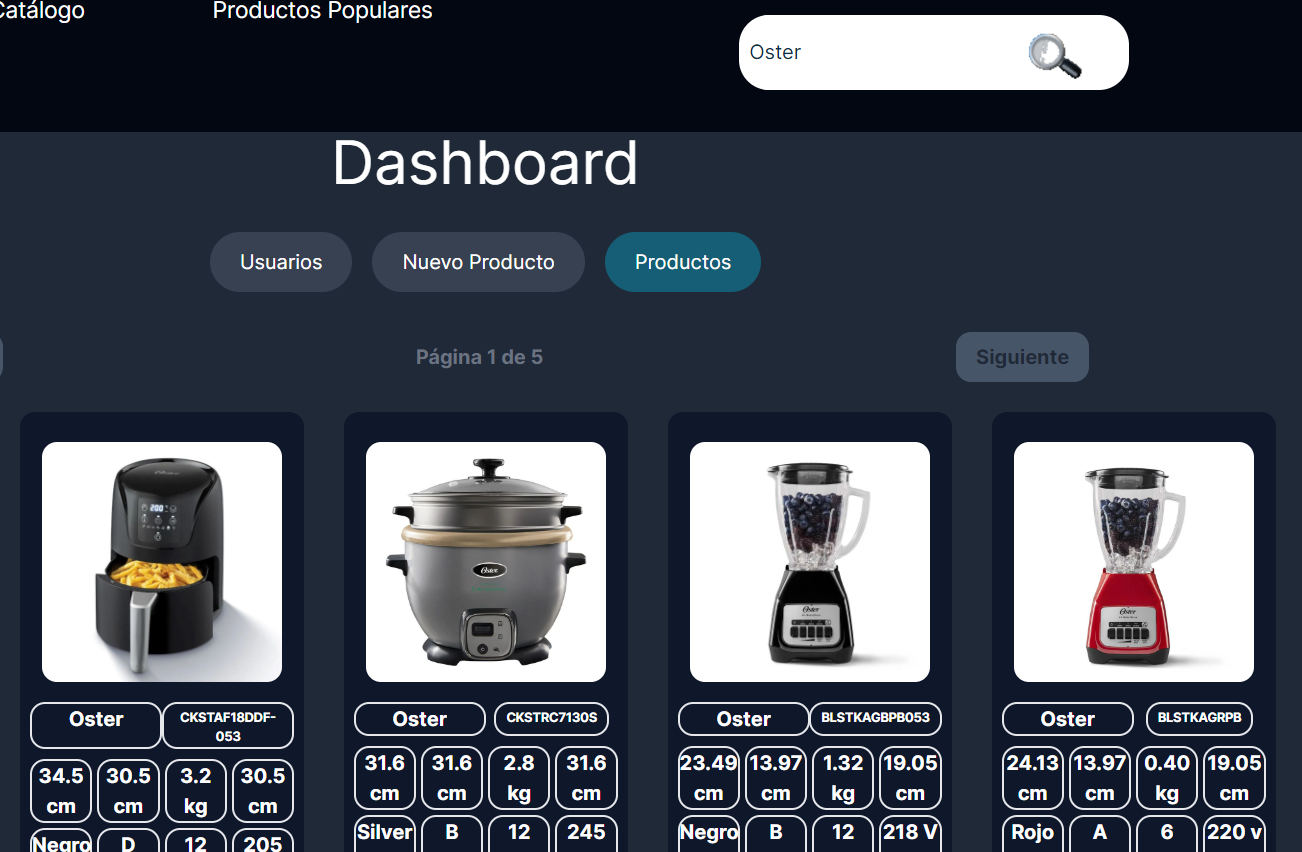 Catálogo
Productos Populares
Oster
Dashboard
Usuarios
Nuevo Producto
Productos
Página 1 de 5
Siguiente
200
Oster
Oster
Oster
Oster
CKSTAF18DDF-
053
34.5
cm
30.5
cm
3.2
kg
30.5
cm
Negro
D
12
205
Oster
CKSTRC7130S
31.6
cm
31.6
cm
2.8
kg
31.6
cm
Silver
B
12
245
Oster
BLSTKAGBPB053
23.49
cm
13.97
cm
1.32
kg
19.05
cm
Negro
B
12
218 V
Oster
BLSTKAGRPB
24.13
cm
13.97
cm
0.40
kg
19.05
cm
Rojo
A
6
220 v